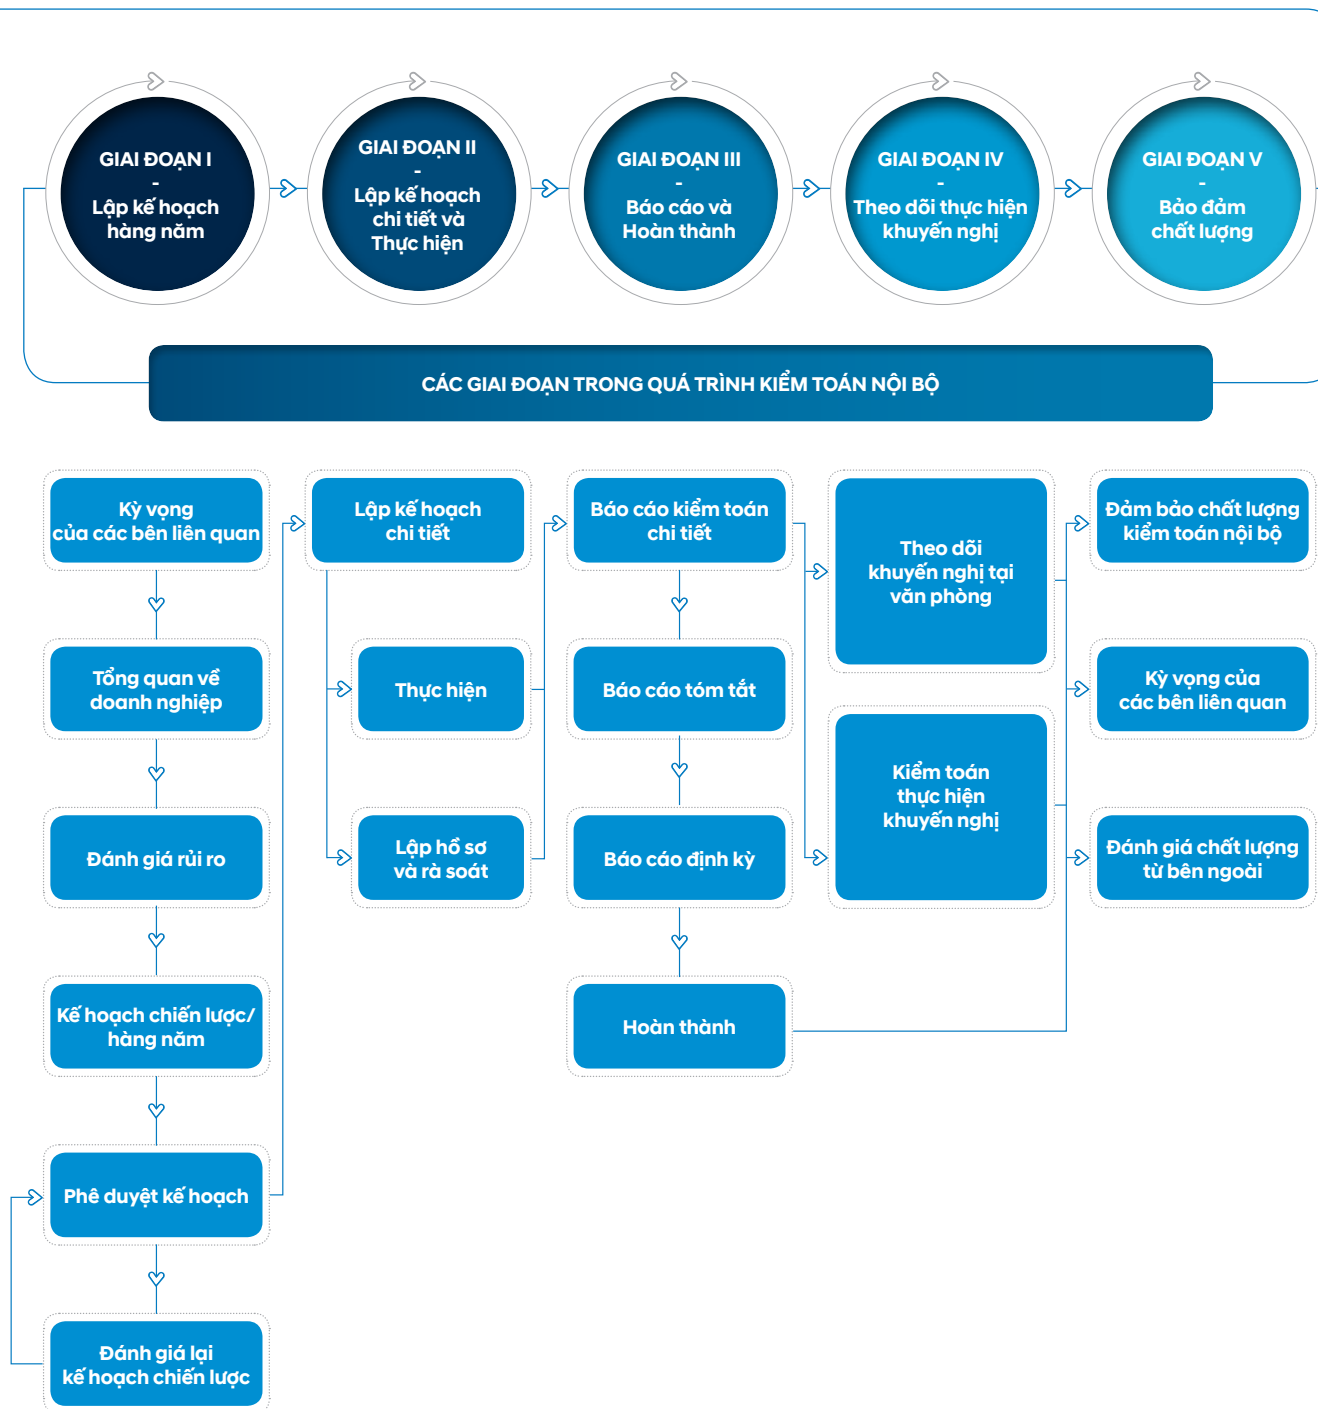 GIAI ĐOẠN I
-
Lập kế hoạch
hàng năm
GIAI ĐOẠN II
-
Lập kế hoạch
chi tiết và
Thực hiện
GIAI ĐOẠN III
-
Báo cáo và
Hoàn thành
GIAI ĐOẠN IV
-
Theo dõi thực hiện
khuyến nghị
GIAI ĐOẠN V
-
Bảo đảm
chất lượng
CÁC GIAI ĐOẠN TRONG QUÁ TRÌNH KIỂM TOÁN NỘI BỘ
Kỳ vọng
của các bên liên quan
Tổng quan về
doanh nghiệp
Đánh giá rủi ro
Kế hoạch chiến lược/
hàng năm
Phê duyệt kế hoạch
Đánh giá lại
kế hoạch chiến lược
Lập kế hoạch
chi tiết
Thực hiện
Lập hồ sơ
và rà soát
Báo cáo kiểm toán
chi tiết
Báo cáo tóm tắt
Báo cáo định kỳ
Hoàn thành
Theo dõi
khuyến nghị tại
văn phòng
Kiểm toán
thực hiện
khuyến nghị
Đảm bảo chất lượng
kiểm toán nội bộ
Kỳ vọng của
các bên liên quan
Đánh giá chất lượng
từ bên ngoài